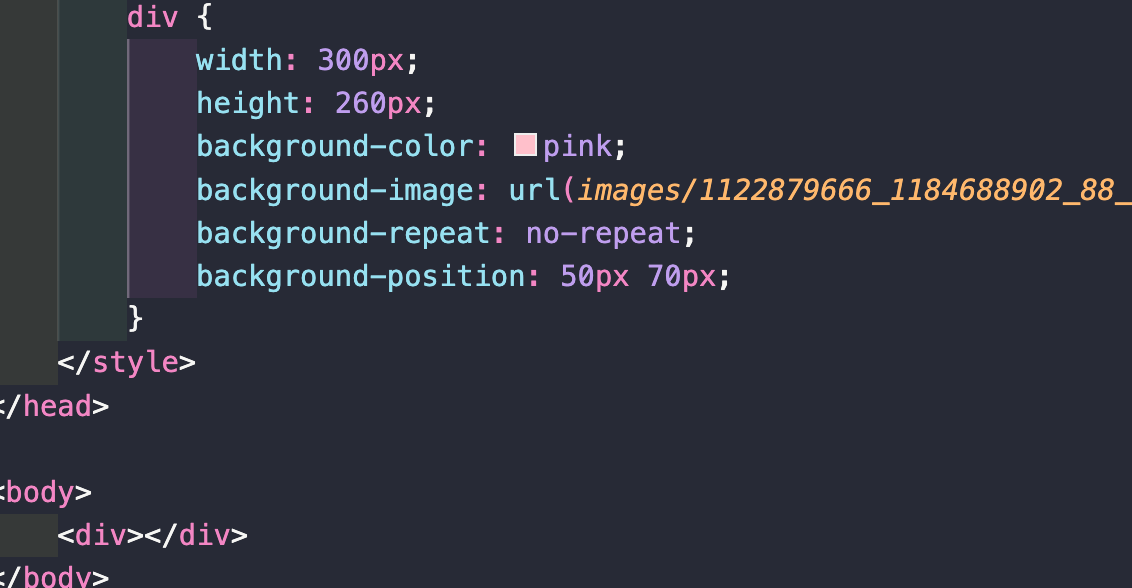 div {
width: 300px;
height: 260px;
background-color: pink;
background-image: url(images/1122879666_1184688902_88_
background-repeat: no-repeat;
background-position: 50px 70px;
}
</style>
</head>
<body>
<div></div>
</body>